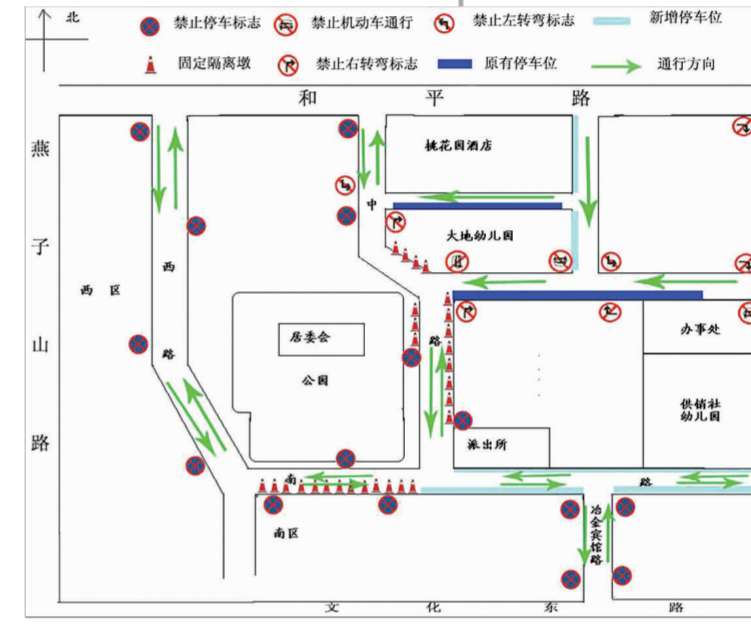 北
禁止停车标志
禁止机动车通行
禁止左转弯标志
新增停车位
固定隔离墩
禁止右转弯标志
原有停车位
通行方向
和平路
燕子山路
桃花园酒店
中路
大地幼儿园
西区
西路
居委会
公园
办事处
供销社
幼儿园
派出所
南路
冶金宾馆路
南区
文化东路